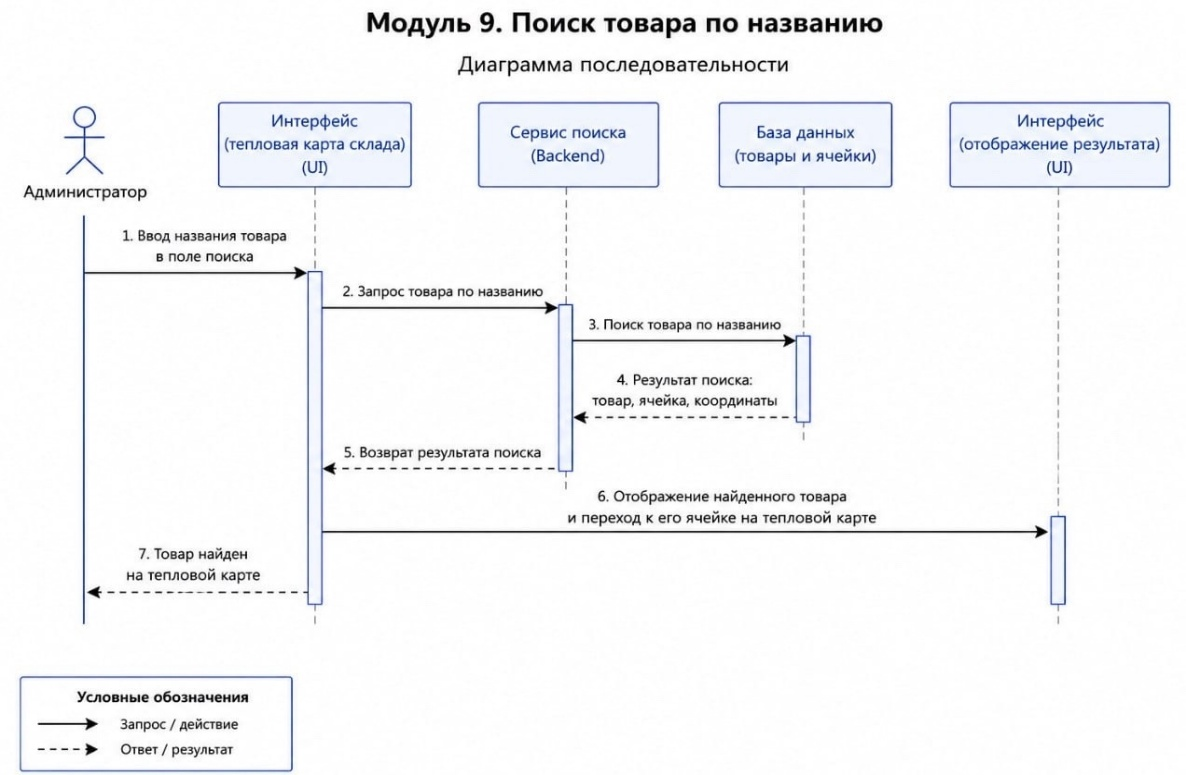 Модуль 9. Поиск товара по названию
Диаграмма последовательности
Администратор
Интерфейс
(тепловая карта склада)
(UI)
Сервис поиска
(Backend)
База данных
(товары и ячейки)
Интерфейс
(отображение результата)
(UI)
1. Ввод названия товара
в поле поиска
2. Запрос товара по названию
3. Поиск товара по названию
4. Результат поиска:
товар, ячейка, координаты
5. Возврат результата поиска
6. Отображение найденного товара
и переход к его ячейке на тепловой карте
7. Товар найден
на тепловой карте
Условные обозначения
Запрос / действие
Ответ / результат